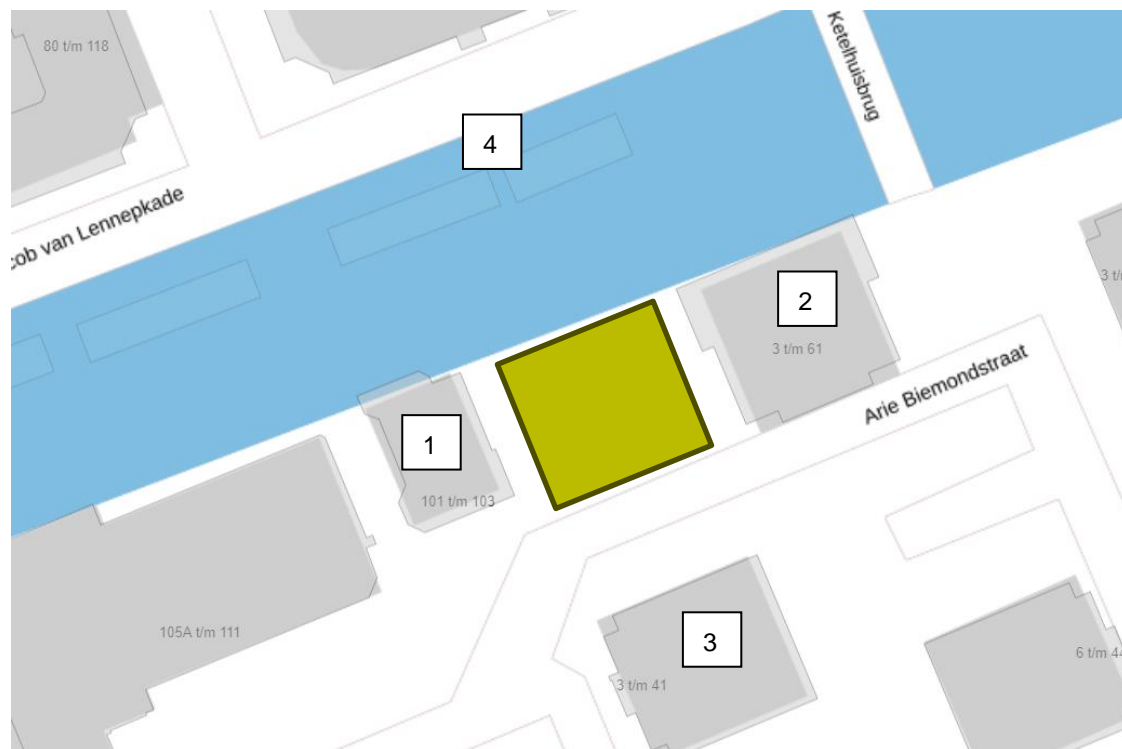 80 t/m 118
Ketelhuisbrug
4
cob van Lennepkade
2
3 t/m 61
3 t/
Arie Biemondstraat
1
101 t/m 103
105A t/m 111
3
3 t/m 41
6 t/m 44